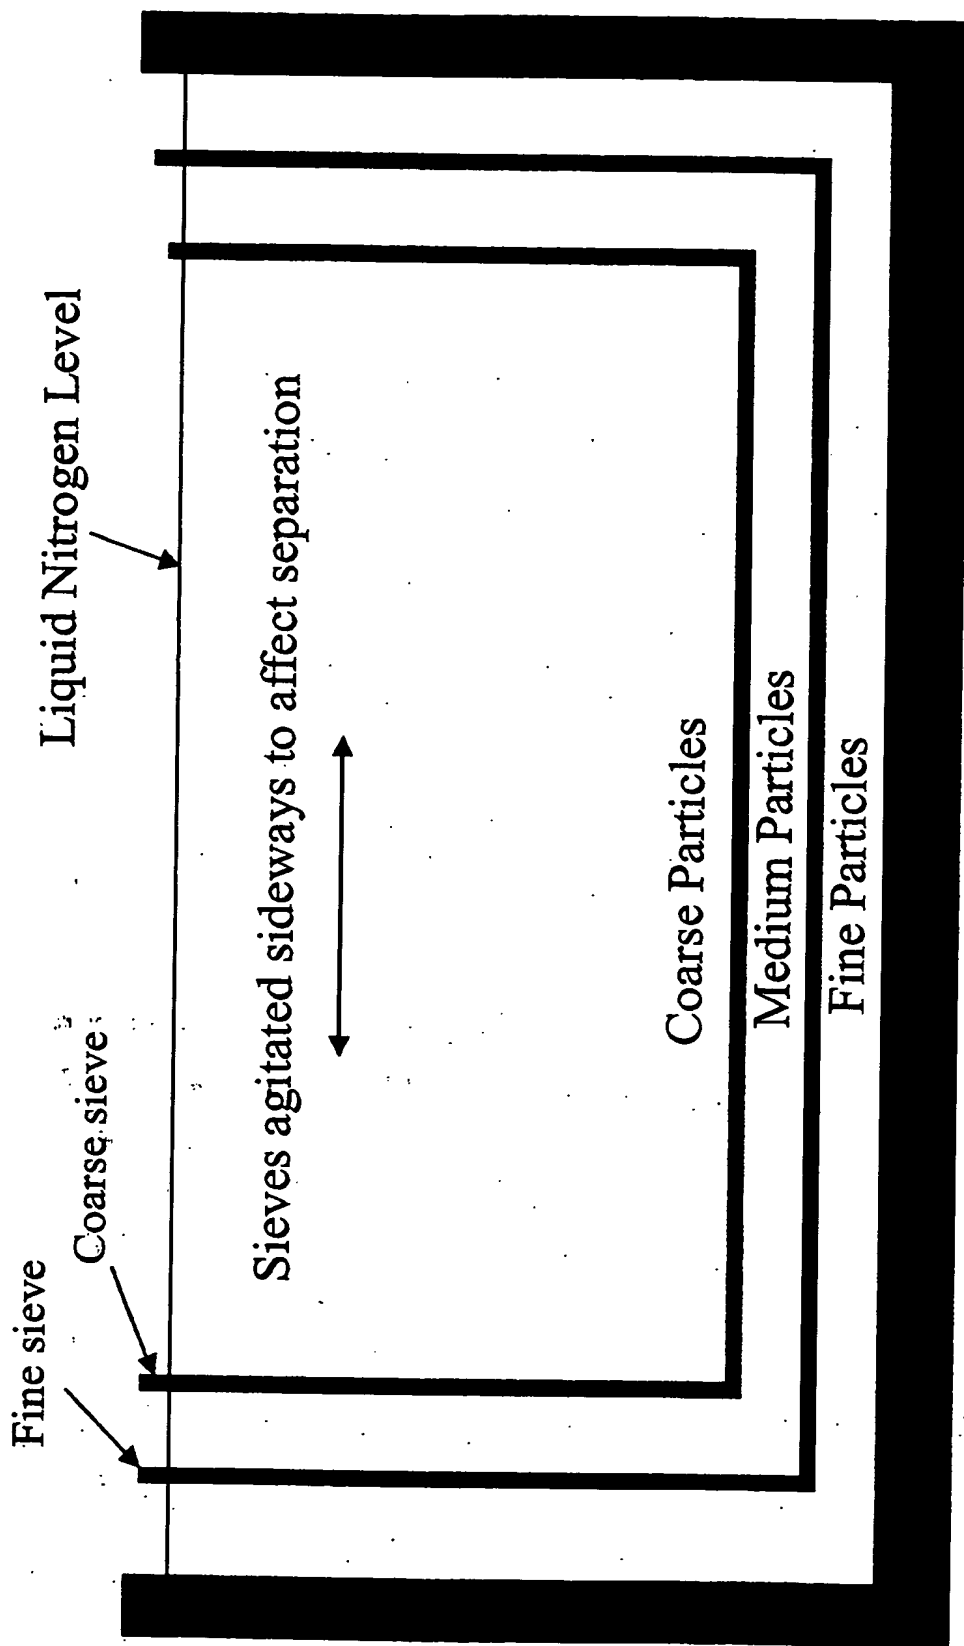 Liquid Nitrogen Level
Fine sieve
Coarse sieve
Sieves agitated sideways to affect separation
Coarse Particles
Medium Particles
Fine Particles